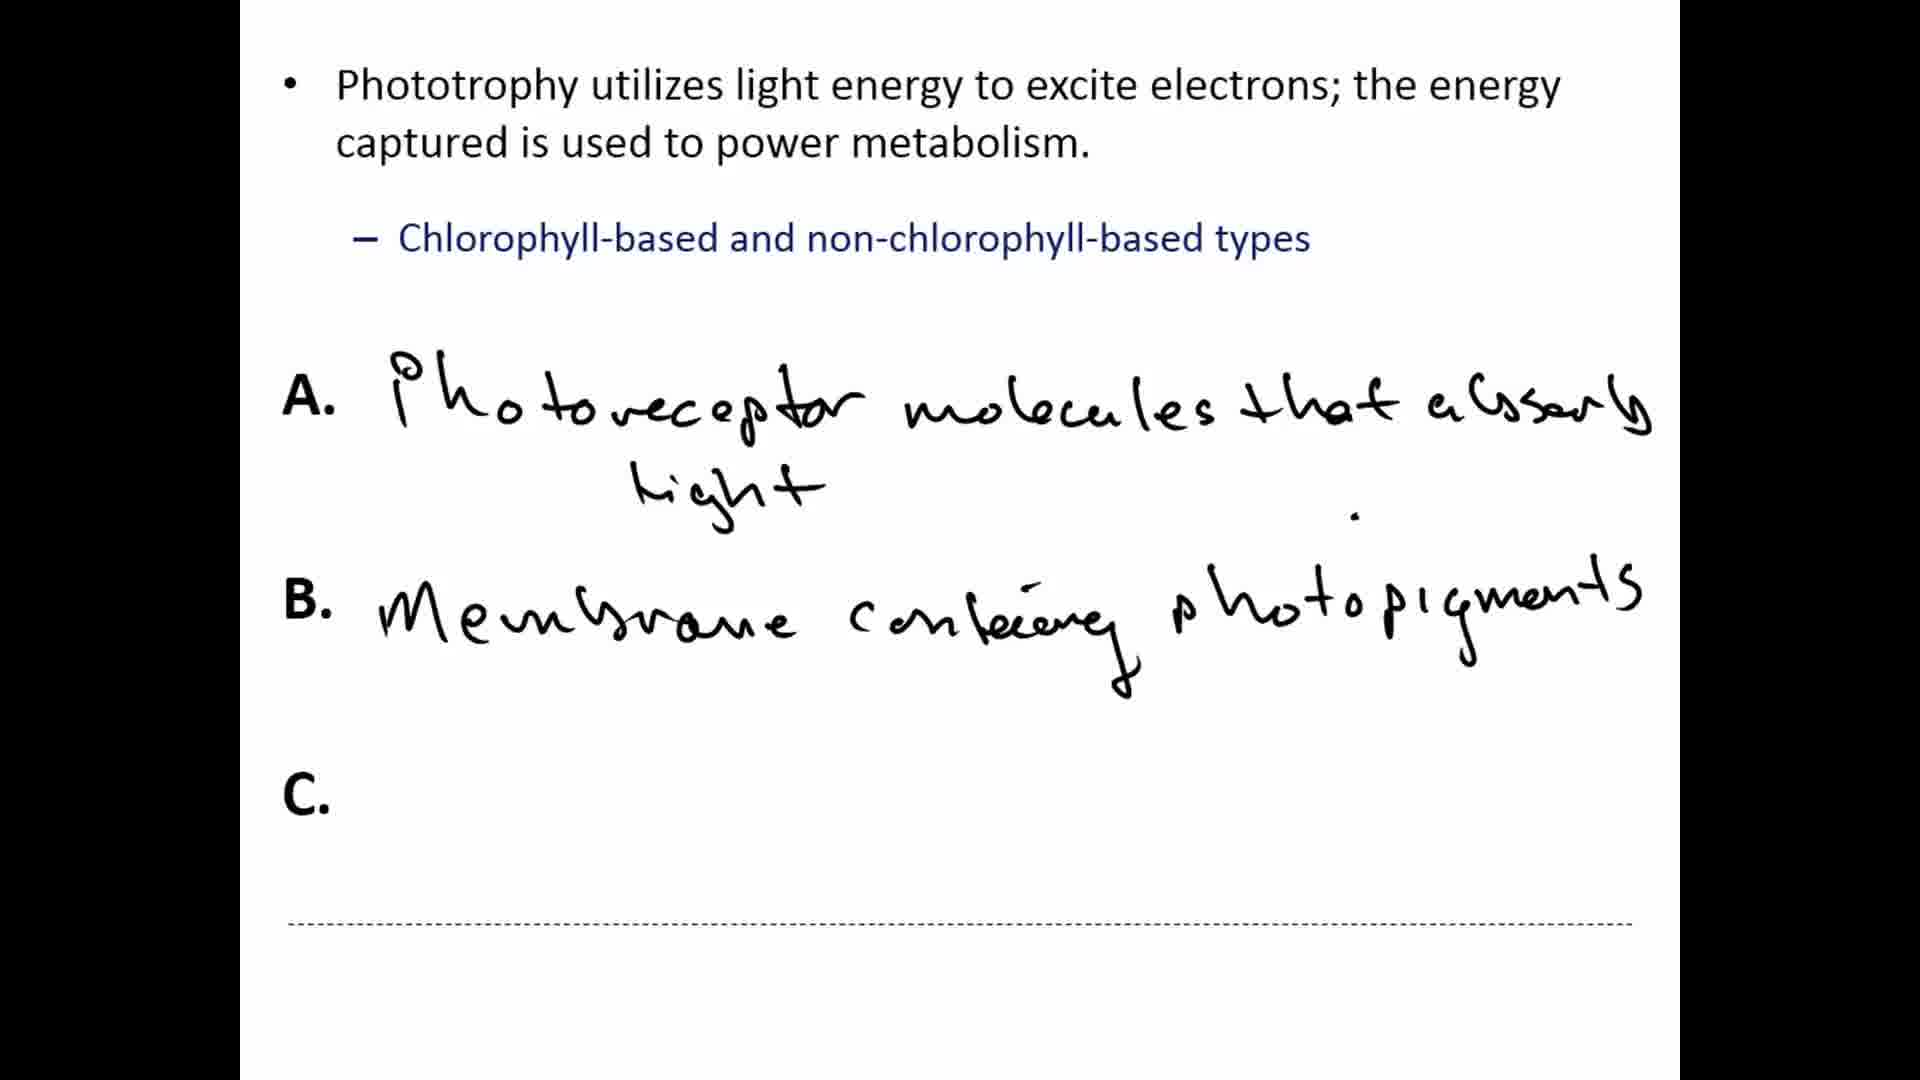 • Phototrophy utilizes light energy to excite electrons; the energy
captured is used to power metabolism.
– Chlorophyll-based and non-chlorophyll-based types
A. Photoreceptor molecules that absorb
light
B. Membrane containing photopigments
C.